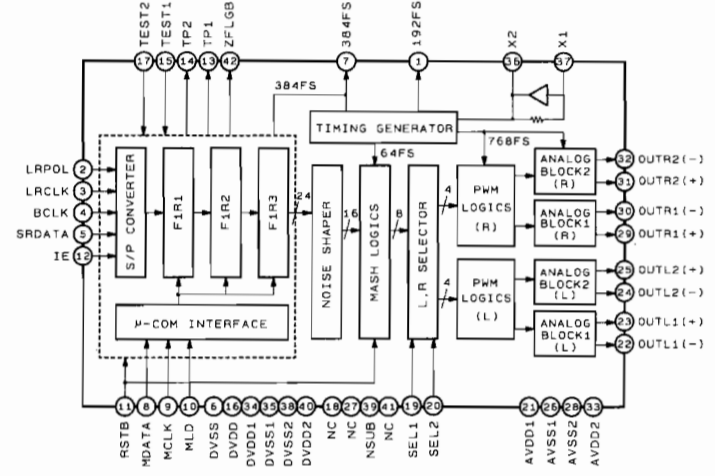 TEST2 TEST1 TP2 TP1 ZFLGB 384FS 192FS X2 X1
17 15 14 13 42 7 1 36 37
384FS
TIMING GENERATOR
768FS
64FS
LRPOL 2
LRCLK 3
BCLK 4
SRDATA 5
IE 12
S/P CONVERTER
F1R1
F1R2
F1R3
24
NOISE SHAPER
16
MASH LOGICS
8
L,R SELECTOR
4
PWM
LOGICS
(R)
4
PWM
LOGICS
(L)
ANALOG
BLOCK2
(R)
ANALOG
BLOCK1
(R)
ANALOG
BLOCK2
(L)
ANALOG
BLOCK1
(L)
32 OUTR2(-)
31 OUTR2(+)
30 OUTR1(-)
29 OUTR1(+)
25 OUTL2(+)
24 OUTL2(-)
23 OUTL1(+)
22 OUTL1(-)
μ-COM INTERFACE
11 8 9 10 6 16 34 35 38 40 18 27 39 41 19 20 21 26 28 33
RSTB MDATA MCLK MLD DVSS DVDD DVDD1 DVSS1 DVSS2 DVDD2 NC NC NSUB NC SEL1 SEL2 AVDD1 AVSS1 AVSS2 AVDD2